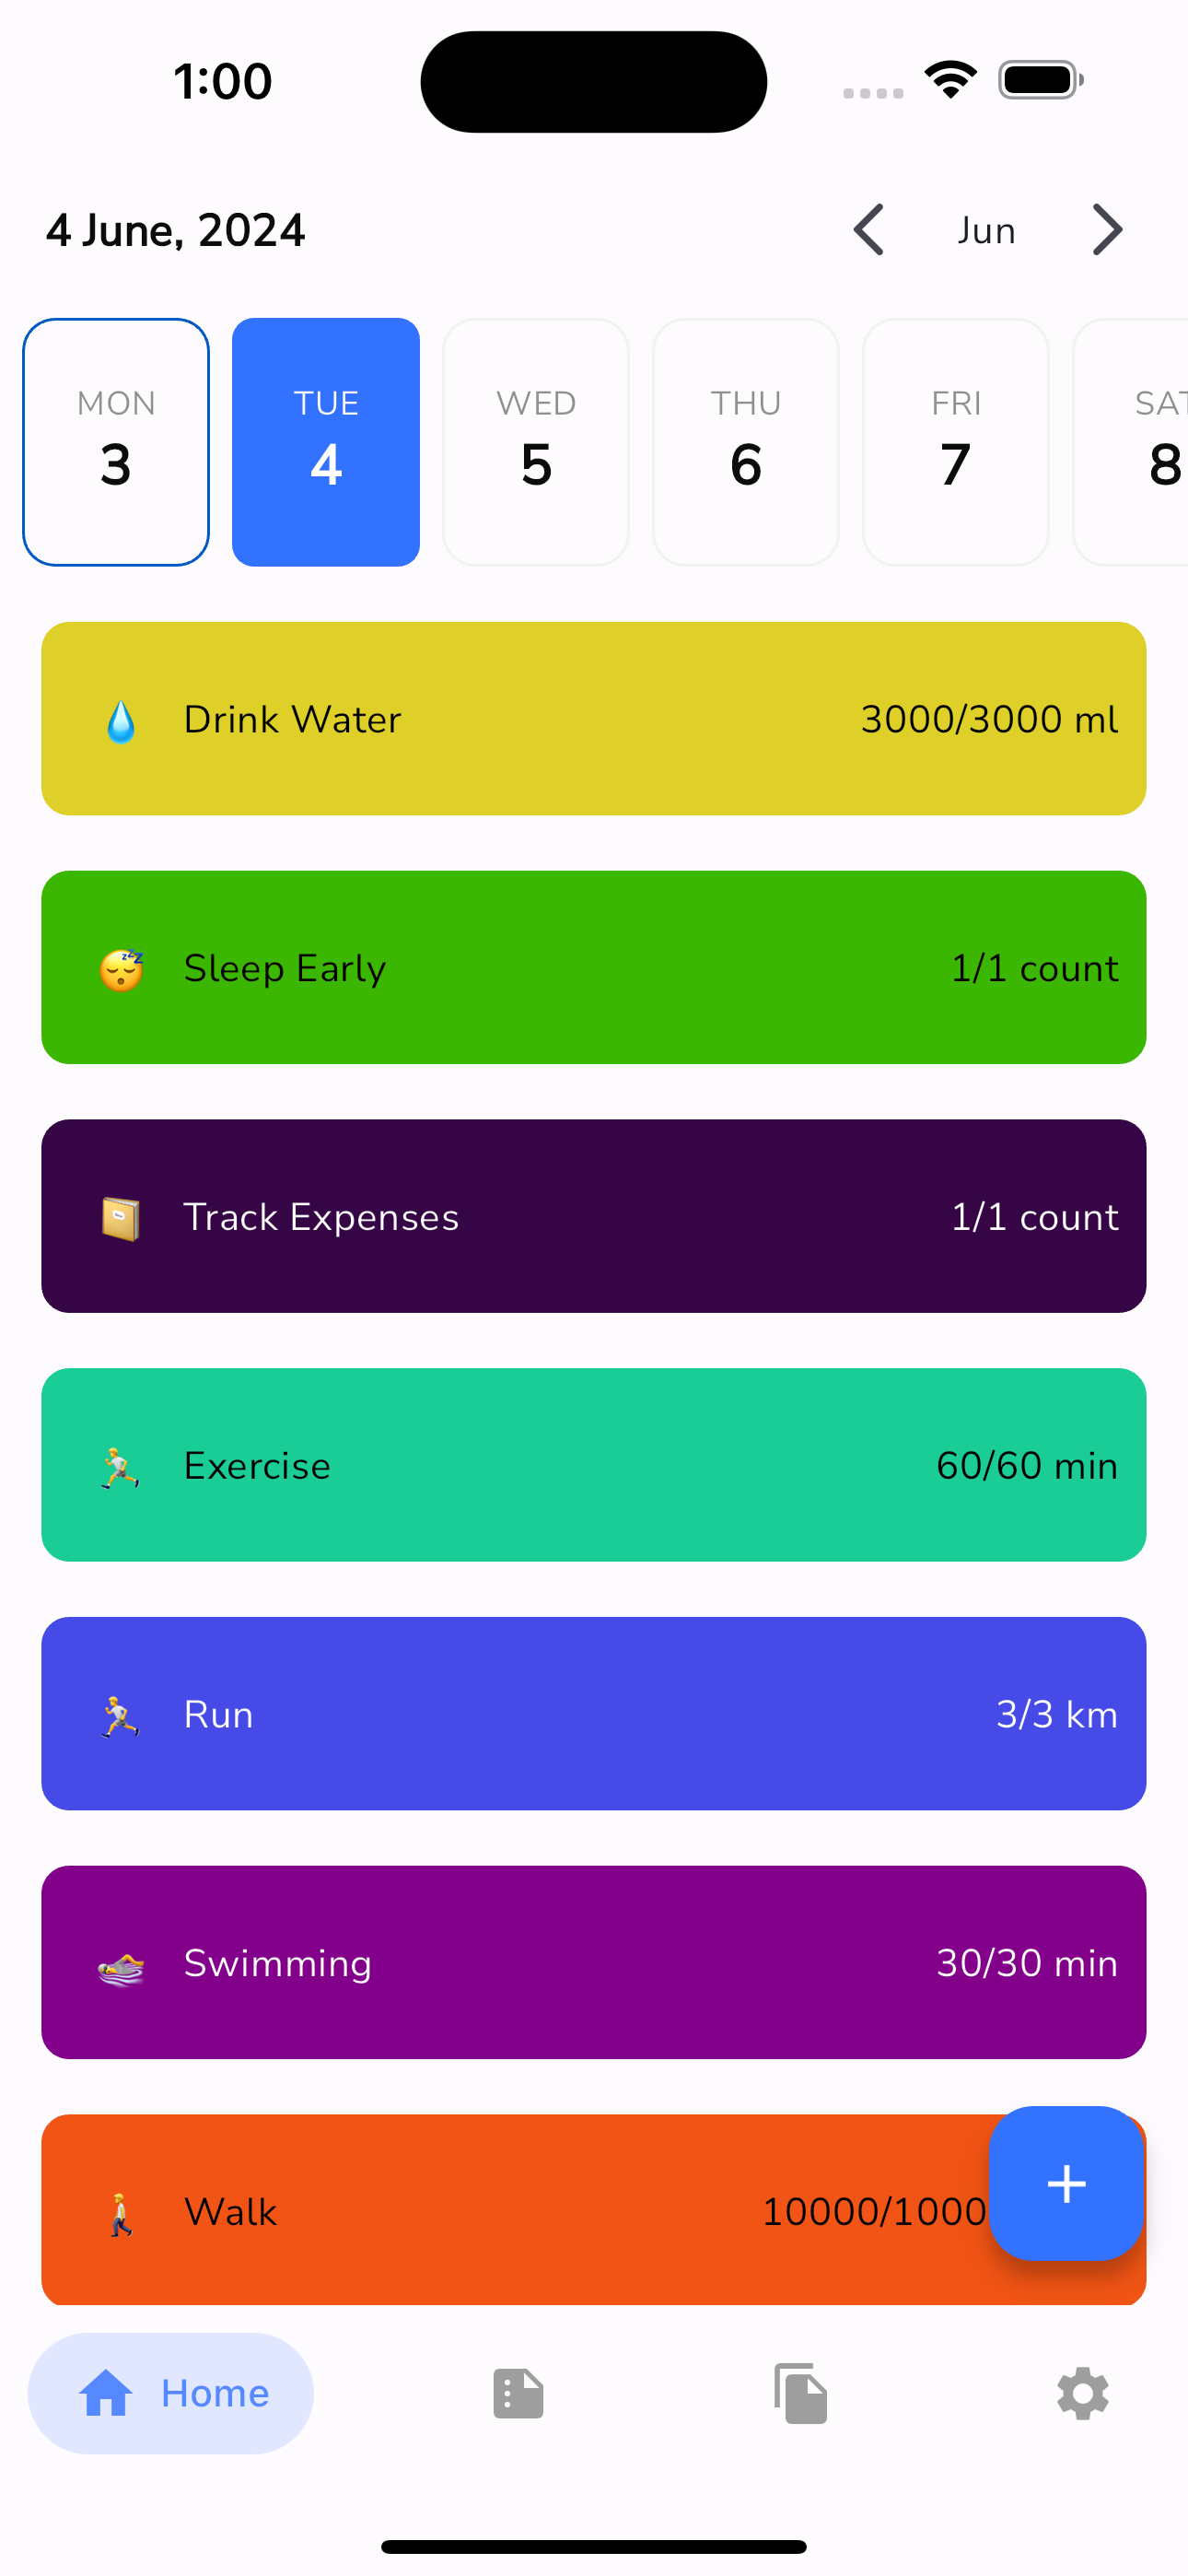 1:00
4 June, 2024
Jun
MON TUE WED THU FRI
3 4 5 6 7 8
Drink Water 3000/3000 ml
Sleep Early 1/1 count
Track Expenses 1/1 count
Exercise 60/60 min
Run 3/3 km
Swimming 30/30 min
Walk 10000/1000
Home